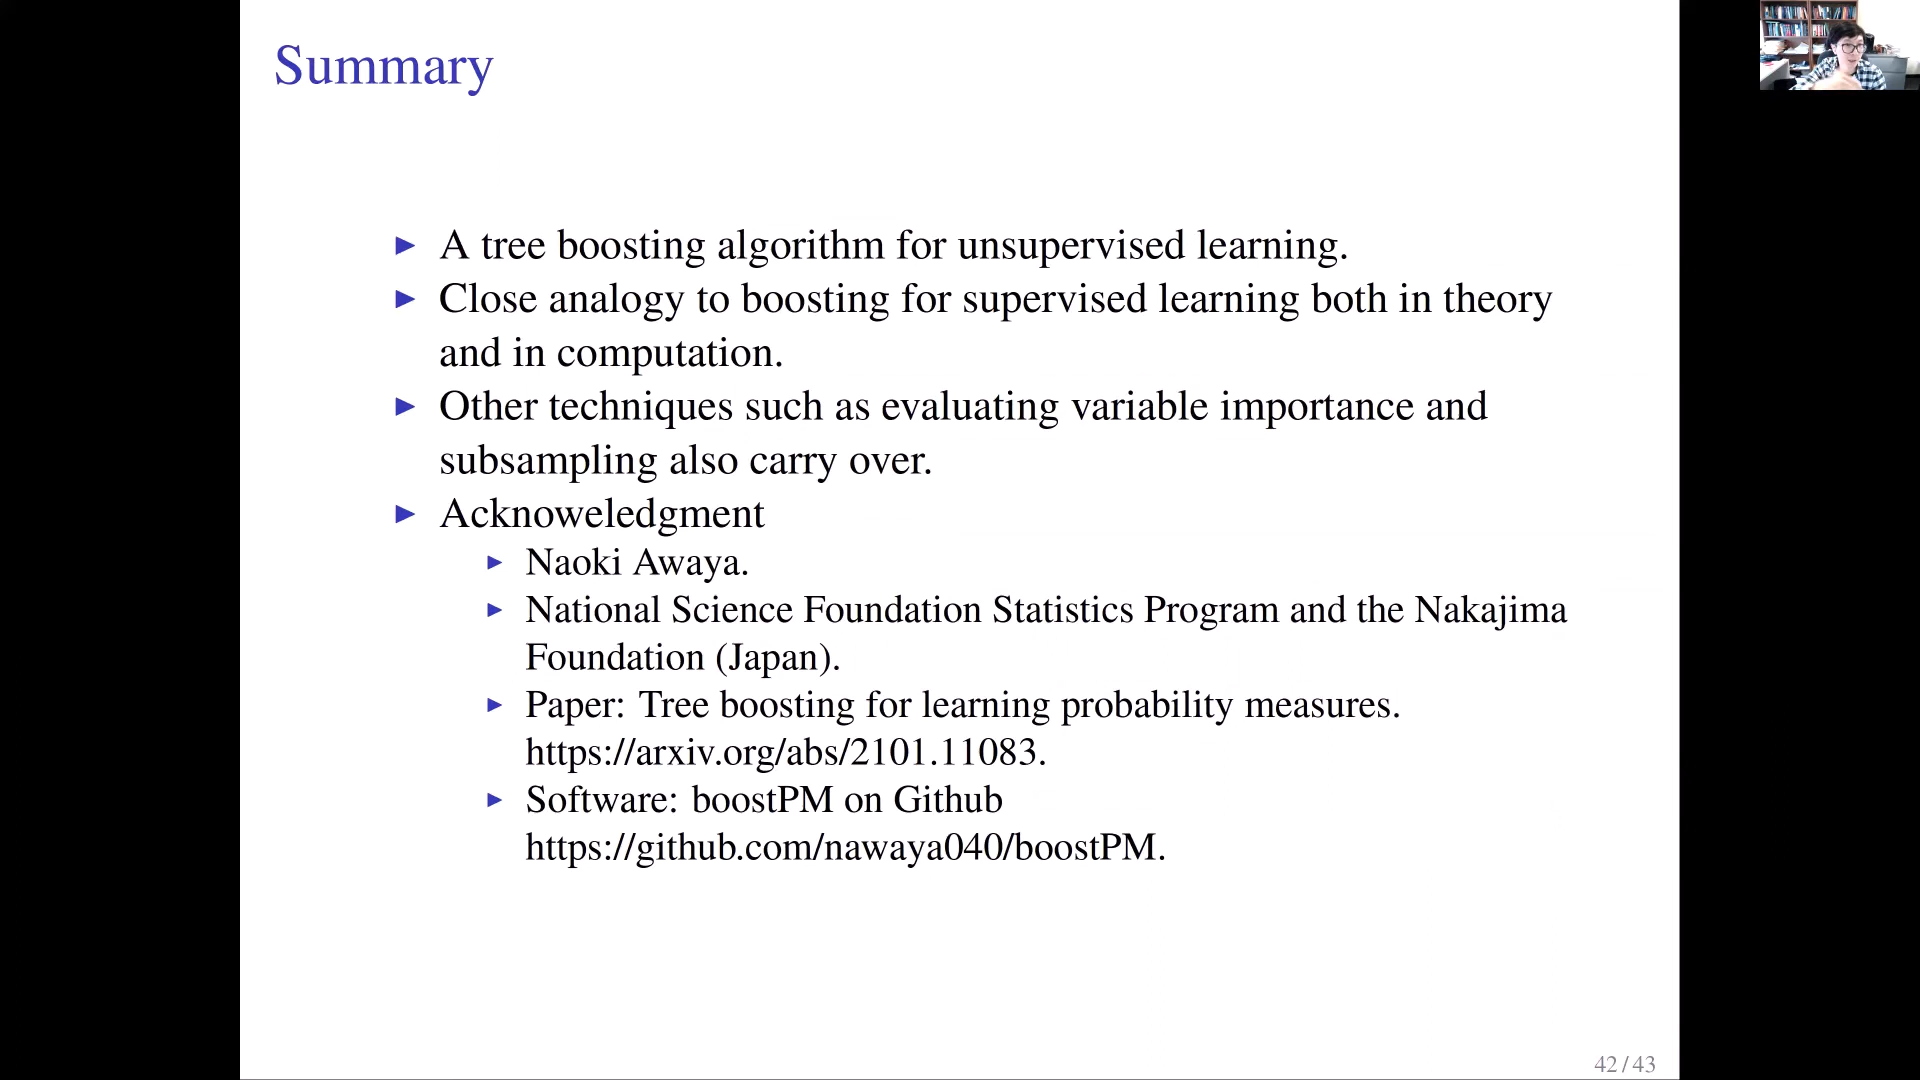 Summary
A tree boosting algorithm for unsupervised learning.
Close analogy to boosting for supervised learning both in theory
and in computation.
Other techniques such as evaluating variable importance and
subsampling also carry over.
Acknoweledgment
Naoki Awaya.
National Science Foundation Statistics Program and the Nakajima
Foundation (Japan).
Paper: Tree boosting for learning probability measures.
https://arxiv.org/abs/2101.11083.
Software: boostPM on Github
https://github.com/nawaya040/boostPM.
42 / 43